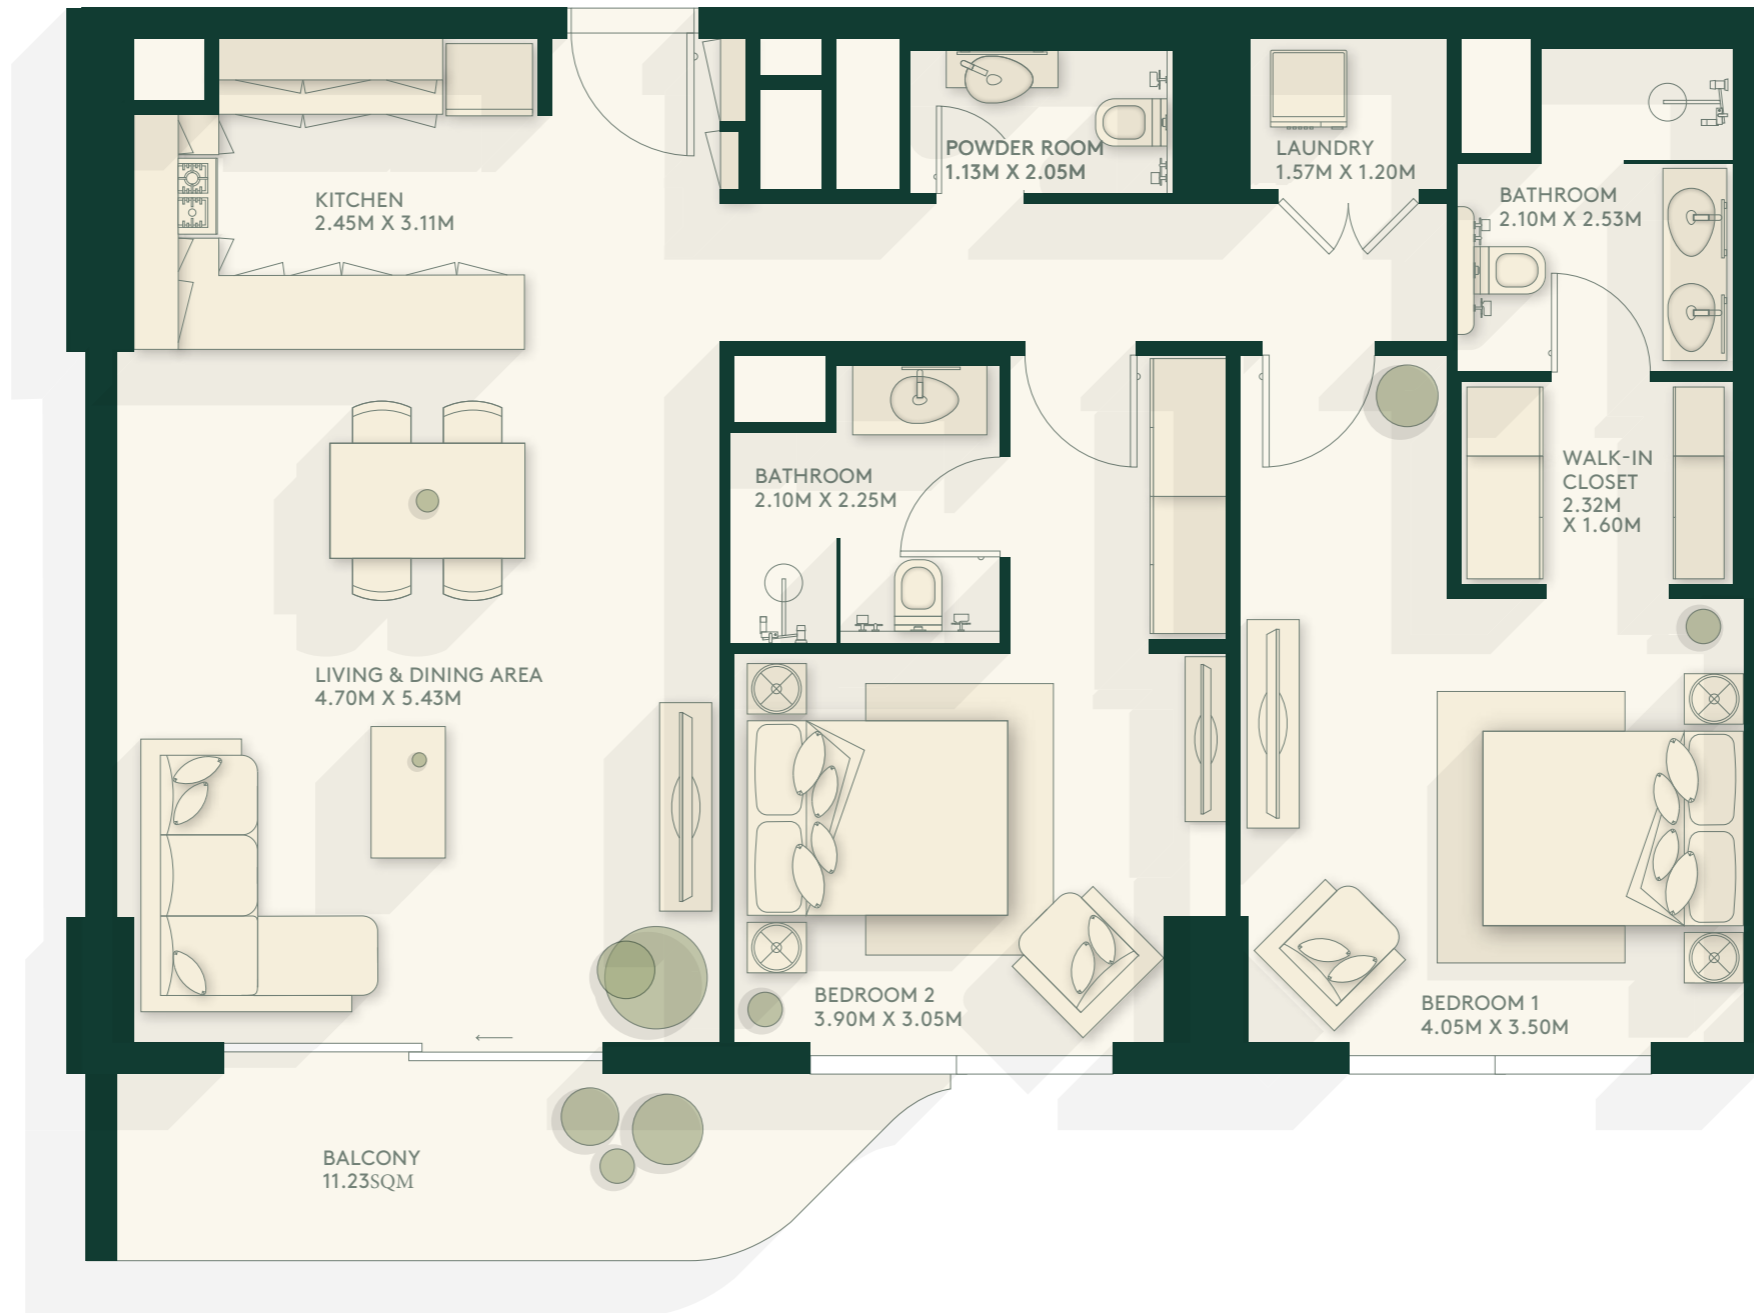 POWDER ROOM
1.13M X 2.05M
LAUNDRY
1.57M X 1.20M
KITCHEN
2.45M X 3.11M
BATHROOM
2.10M X 2.53M
BATHROOM
2.10M X 2.25M
WALK-IN
CLOSET
2.32M
X 1.60M
LIVING & DINING AREA
4.70M X 5.43M
BEDROOM 2
3.90M X 3.05M
BEDROOM 1
4.05M X 3.50M
BALCONY
11.23SQM